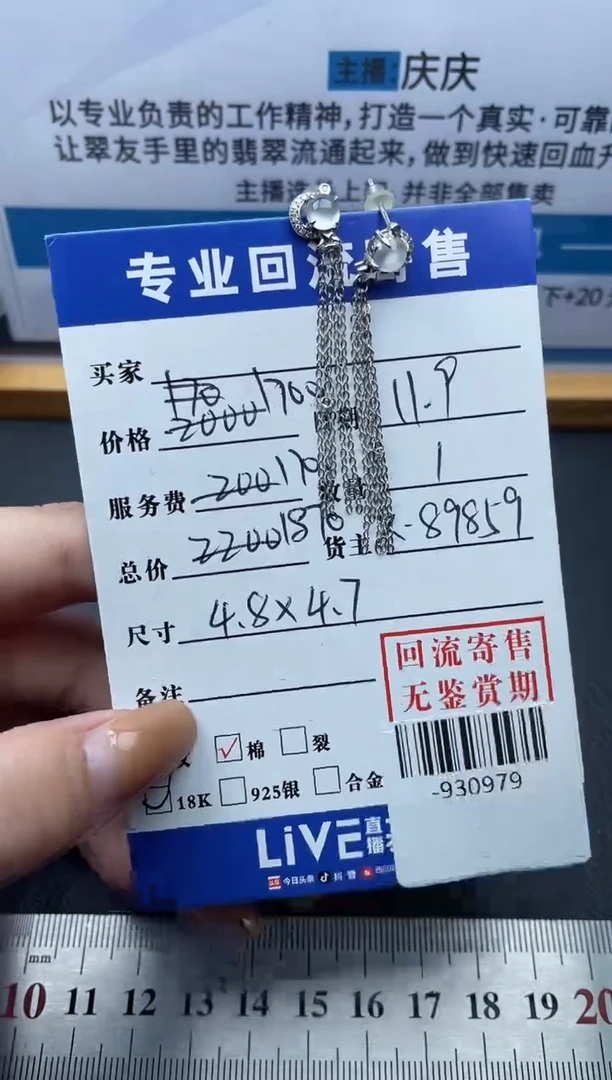 主播:庆庆
以专业负责的工作精神,打造一个真实·可靠
让翠友手里的翡翠流通起来,做到快速回血
并非全部售卖
下+20
专业回流寄售
买家
价格 2000 1700 11.9
服务费 200 170 数量 1
总价 2200 1870 货主 -89859
尺寸 4.8×4.7
备注
回流寄售
无鉴赏期
棉 裂
18K 925银 合金
-930979
LiVE 直播
今日头条 抖音
mm
10 11 12 13 14 15 16 17 18 19 20